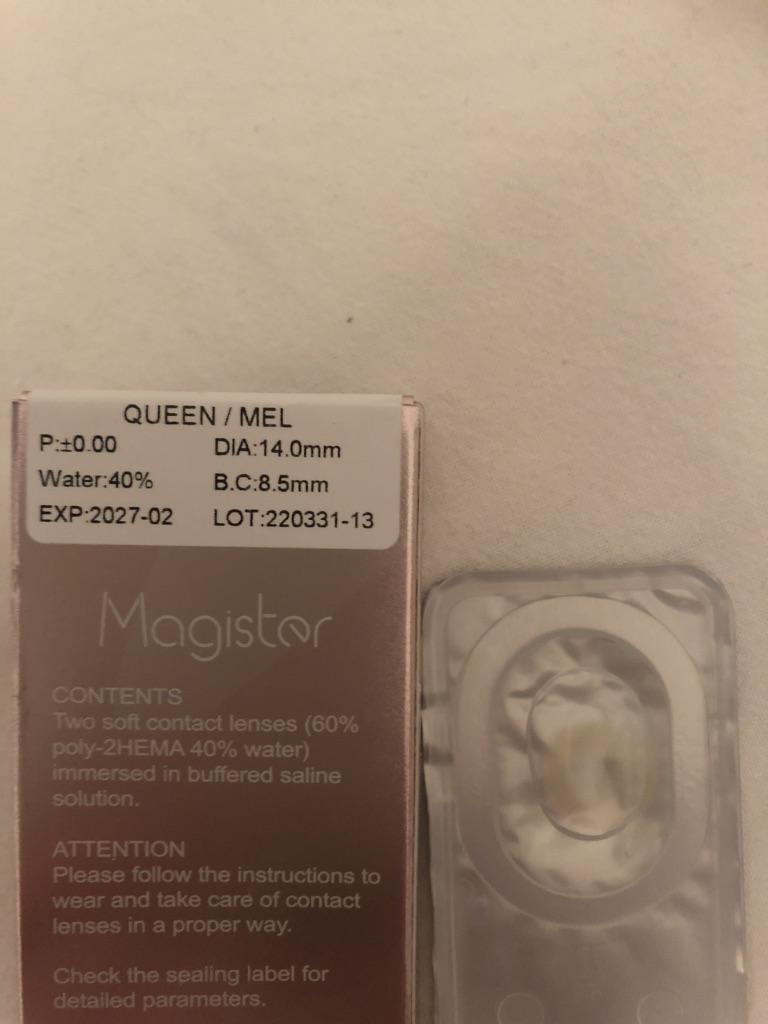 QUEEN / MEL
P:±0.00 DIA:14.0mm
Water:40% B.C:8.5mm
EXP:2027-02 LOT:220331-13
Magister
CONTENTS
Two soft contact lenses (60%
poly-2HEMA 40% water)
immersed in buffered saline
solution.
ATTENTION
Please follow the instructions to
wear and take care of contact
lenses in a proper way.
Check the sealing label for
detailed parameters.